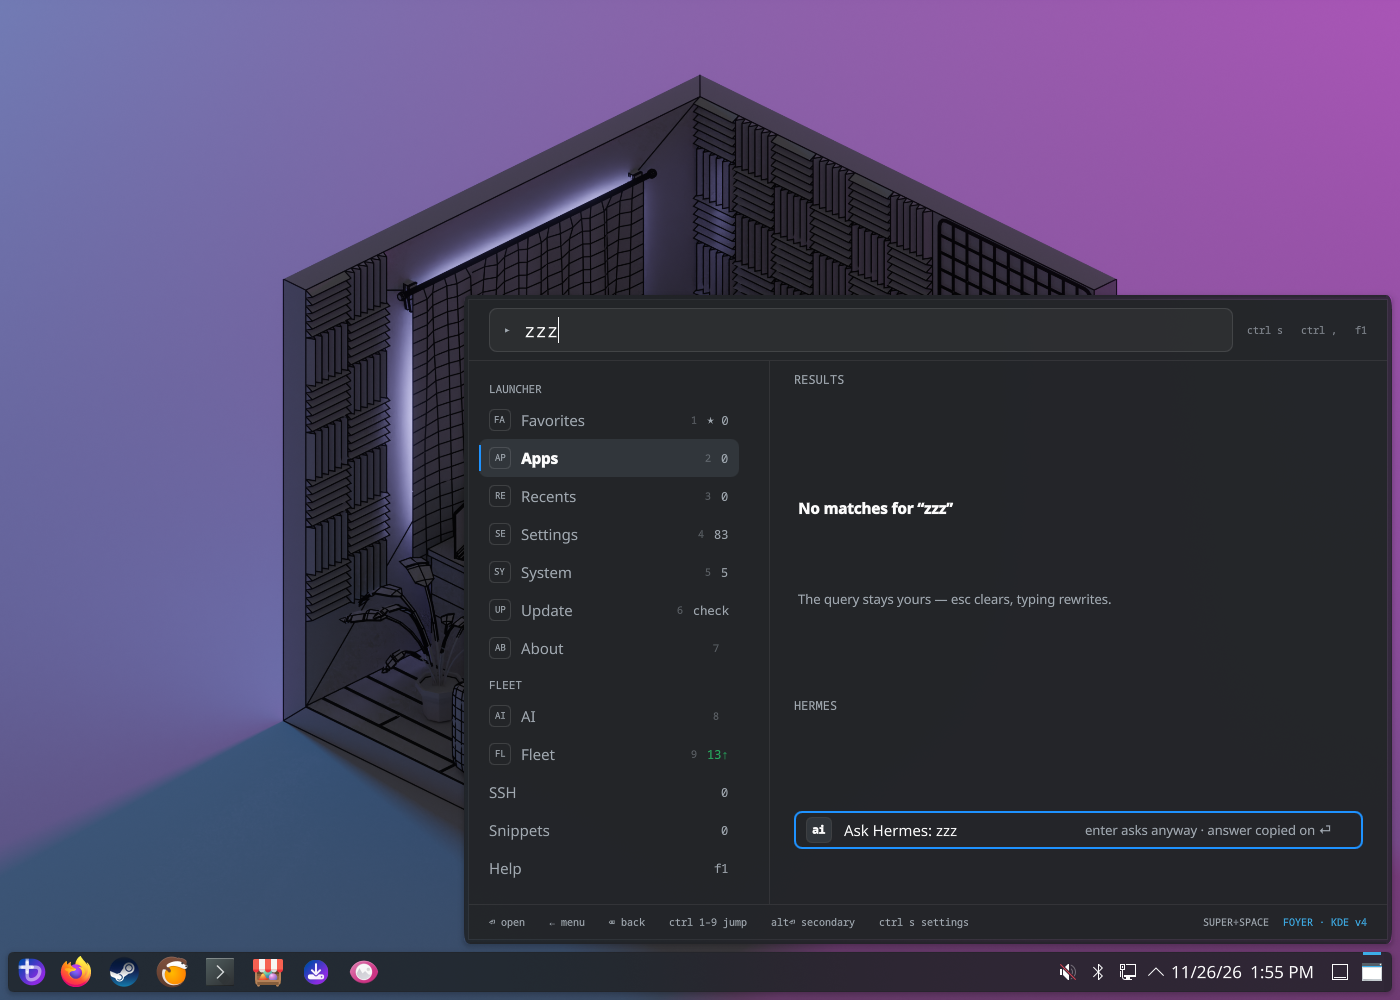 ▸ zzz
ctrl s ctrl , f1
LAUNCHER
FA Favorites 1 ★ 0
AP Apps 2 0
RE Recents 3 0
SE Settings 4 83
SY System 5 5
UP Update 6 check
AB About 7
FLEET
AI AI 8
FL Fleet 9 13↑
SSH 0
Snippets 0
Help f1
RESULTS
No matches for “zzz”
The query stays yours — esc clears, typing rewrites.
HERMES
ai Ask Hermes: zzz enter asks anyway · answer copied on ⏎
⏎ open ← menu ⌫ back ctrl 1-9 jump alt⏎ secondary ctrl s settings SUPER+SPACE FOYER · KDE v4
11/26/26 1:55 PM